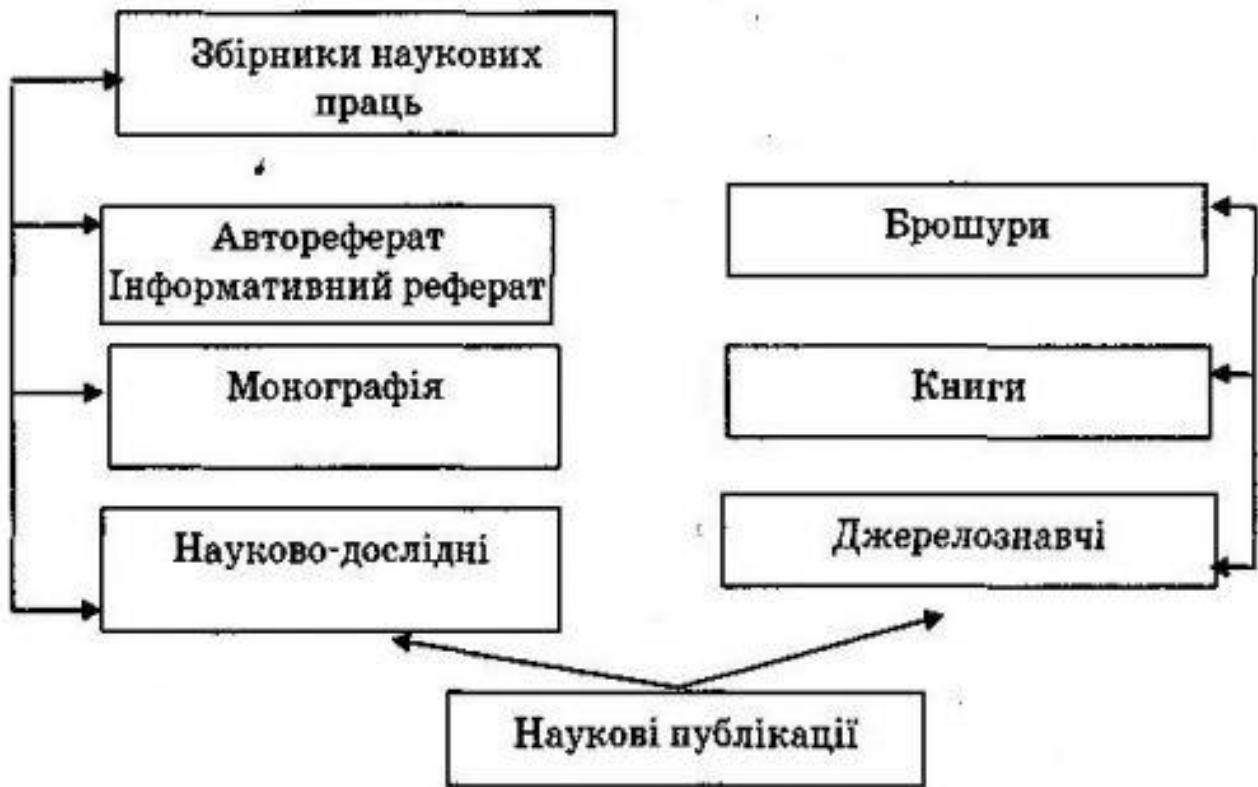 Збірники наукових
праць
Автореферат
Інформативний реферат
Монографія
Науково-дослідні
Брошури
Книги
Джерелознавчі
Наукові публікації